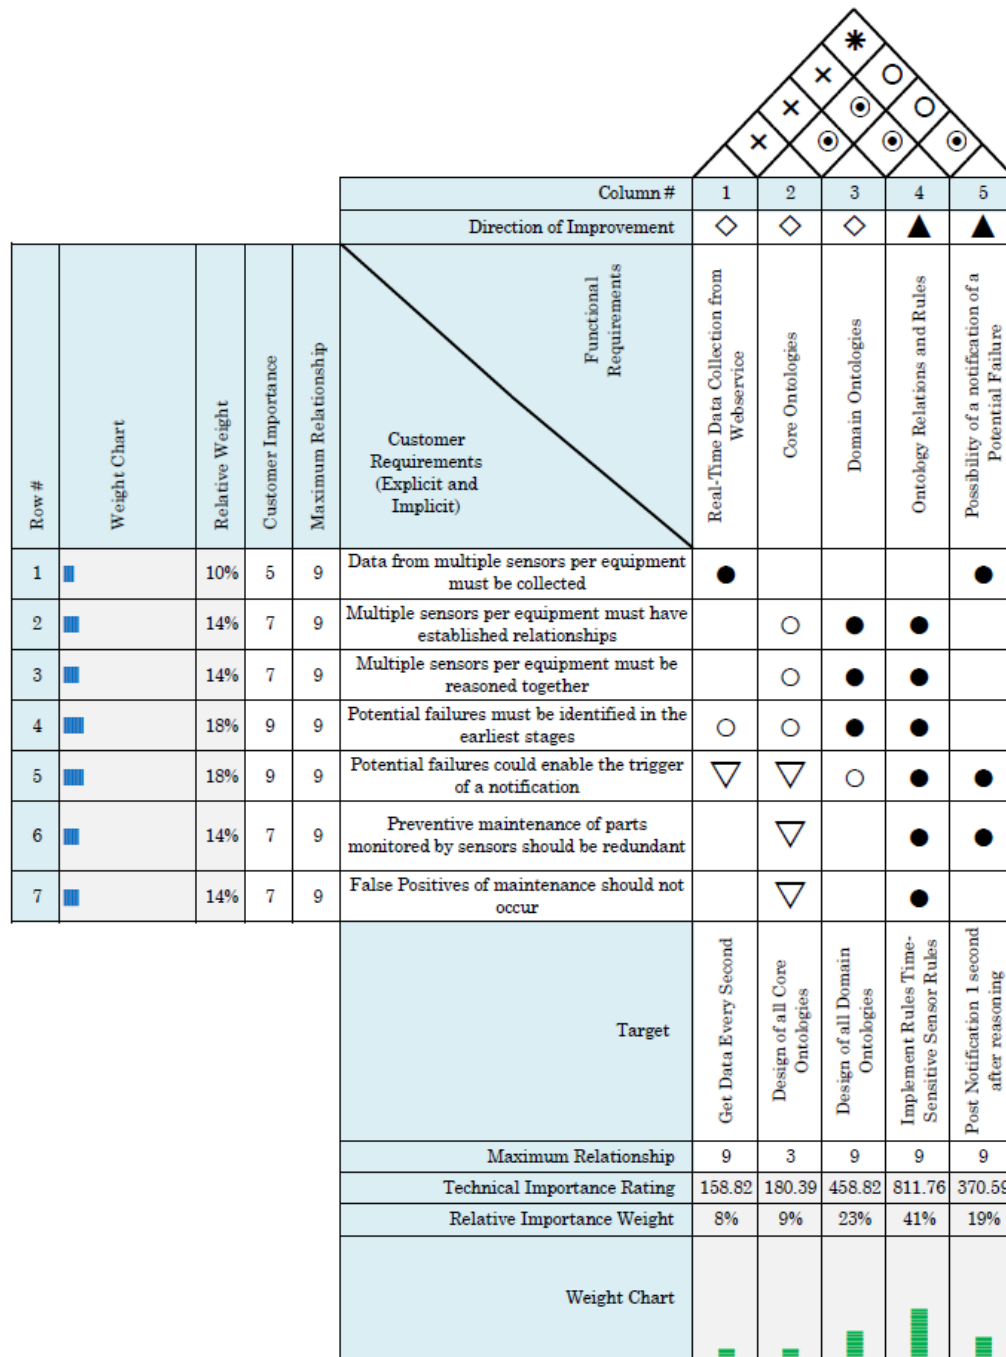 Column # 1 2 3 4 5
Direction of Improvement
Row #
Weight Chart
Relative Weight
Customer Importance
Maximum Relationship
Functional
Requirements
Customer
Requirements
(Explicit and
Implicit)
Real-Time Data Collection from
Webservice
Core Ontologies
Domain Ontologies
Ontology Relations and Rules
Possibility of a notification of a
Potential Failure
1 10% 5 9 Data from multiple sensors per equipment
must be collected
2 14% 7 9 Multiple sensors per equipment must have
established relationships
3 14% 7 9 Multiple sensors per equipment must be
reasoned together
4 18% 9 9 Potential failures must be identified in the
earliest stages
5 18% 9 9 Potential failures could enable the trigger
of a notification
6 14% 7 9 Preventive maintenance of parts
monitored by sensors should be redundant
7 14% 7 9 False Positives of maintenance should not
occur
Target
Get Data Every Second
Design of all Core
Ontologies
Design of all Domain
Ontologies
Implement Rules Time-
Sensitive Sensor Rules
Post Notification 1 second
after reasoning
Maximum Relationship 9 3 9 9 9
Technical Importance Rating 158.82 180.39 458.82 811.76 370.59
Relative Importance Weight 8% 9% 23% 41% 19%
Weight Chart